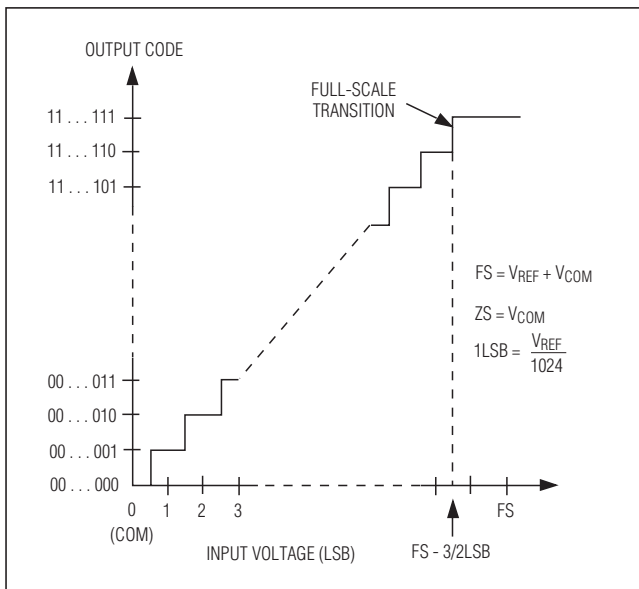 OUTPUT CODE
FULL-SCALE
TRANSITION
11 . . . 111
11 . . . 110
11 . . . 101
FS = VREF + VCOM
ZS = VCOM
1LSB = VREF
1024
00 . . . 011
00 . . . 010
00 . . . 001
00 . . . 000
0 1 2 3 FS
(COM)
INPUT VOLTAGE (LSB)
FS - 3/2LSB